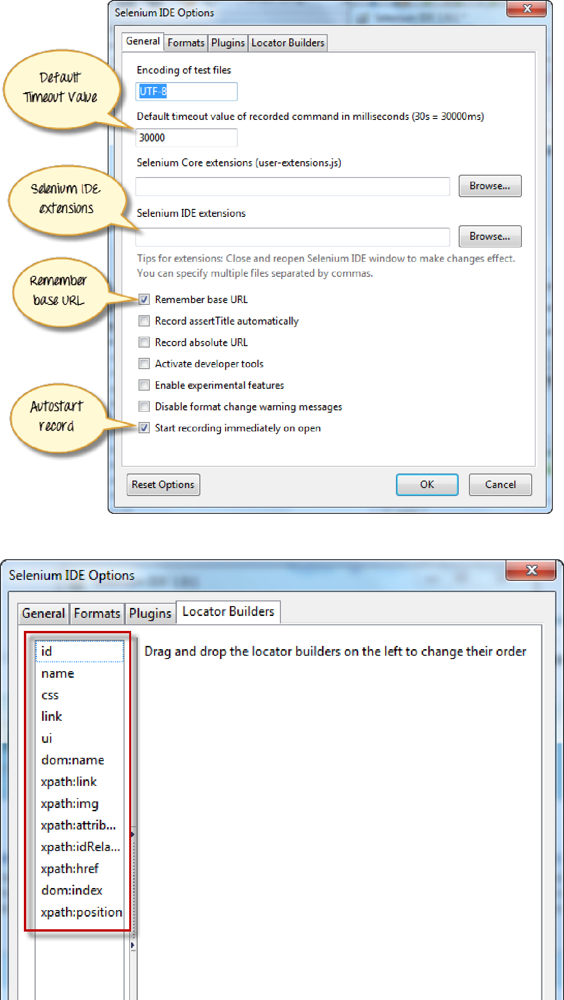 Selenium IDE Options
General Formats Plugins Locator Builders
Encoding of test files
UTF-8
Default
Timeout Value
Default timeout value of recorded command in milliseconds (30s = 30000ms)
30000
Selenium Core extensions (user-extensions.js)
Browse...
Selenium IDE
extensions
Selenium IDE extensions
Browse...
Tips for extensions: Close and reopen Selenium IDE window to make changes effect.
You can specify multiple files separated by commas.
Remember
base URL
Remember base URL
Record assertTitle automatically
Record absolute URL
Activate developer tools
Enable experimental features
Disable format change warning messages
Autostart
record
Start recording immediately on open
Reset Options OK Cancel
Selenium IDE Options
General Formats Plugins Locator Builders
id
Drag and drop the locator builders on the left to change their order
name
css
link
ui
dom:name
xpath:link
xpath:img
xpath:attrib...
xpath:idRela...
xpath:href
dom:index
xpath:position